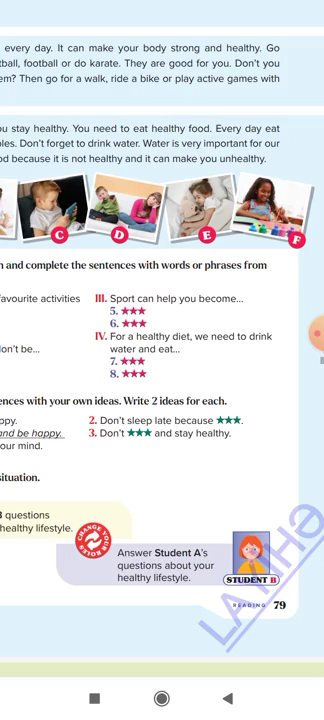 every day. It can make your body strong and healthy. Go
tball, football or do karate. They are good for you. Don't you
em? Then go for a walk, ride a bike or play active games with
ou stay healthy. You need to eat healthy food. Every day eat
bles. Don't forget to drink water. Water is very important for our
od because it is not healthy and it can make you unhealthy.
C
D
E
F
n and complete the sentences with words or phrases from
favourite activities
don't be...
III. Sport can help you become...
5. ★★★
6. ★★★
IV. For a healthy diet, we need to drink
water and eat...
7. ★★★
8. ★★★
ences with your own ideas. Write 2 ideas for each.
ppy.
and be happy.
our mind.
2. Don't sleep late because ★★★.
3. Don't ★★★ and stay healthy.
situation.
3 questions
healthy lifestyle.
CHANGE YOUR ROLES
Answer Student A's
questions about your
healthy lifestyle.
STUDENT B
READING 79